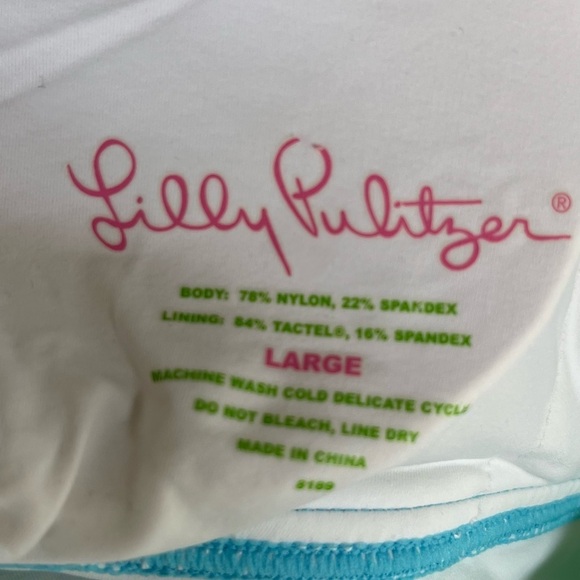 Lilly Pulitzer®
BODY: 78% NYLON, 22% SPANDEX
LINING: 84% TACTEL®, 16% SPANDEX
LARGE
MACHINE WASH COLD DELICATE CYCLE
DO NOT BLEACH, LINE DRY
MADE IN CHINA